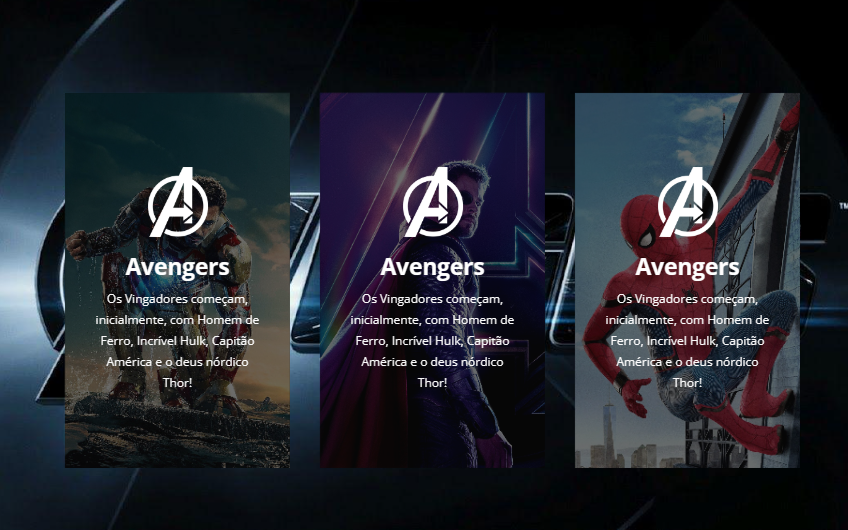 Avengers
Os Vingadores começam,
inicialmente, com Homem de
Ferro, Incrível Hulk, Capitão
América e o deus nórdico
Thor!
Avengers
Os Vingadores começam,
inicialmente, com Homem de
Ferro, Incrível Hulk, Capitão
América e o deus nórdico
Thor!
Avengers
Os Vingadores começam,
inicialmente, com Homem de
Ferro, Incrível Hulk, Capitão
América e o deus nórdico
Thor!
™